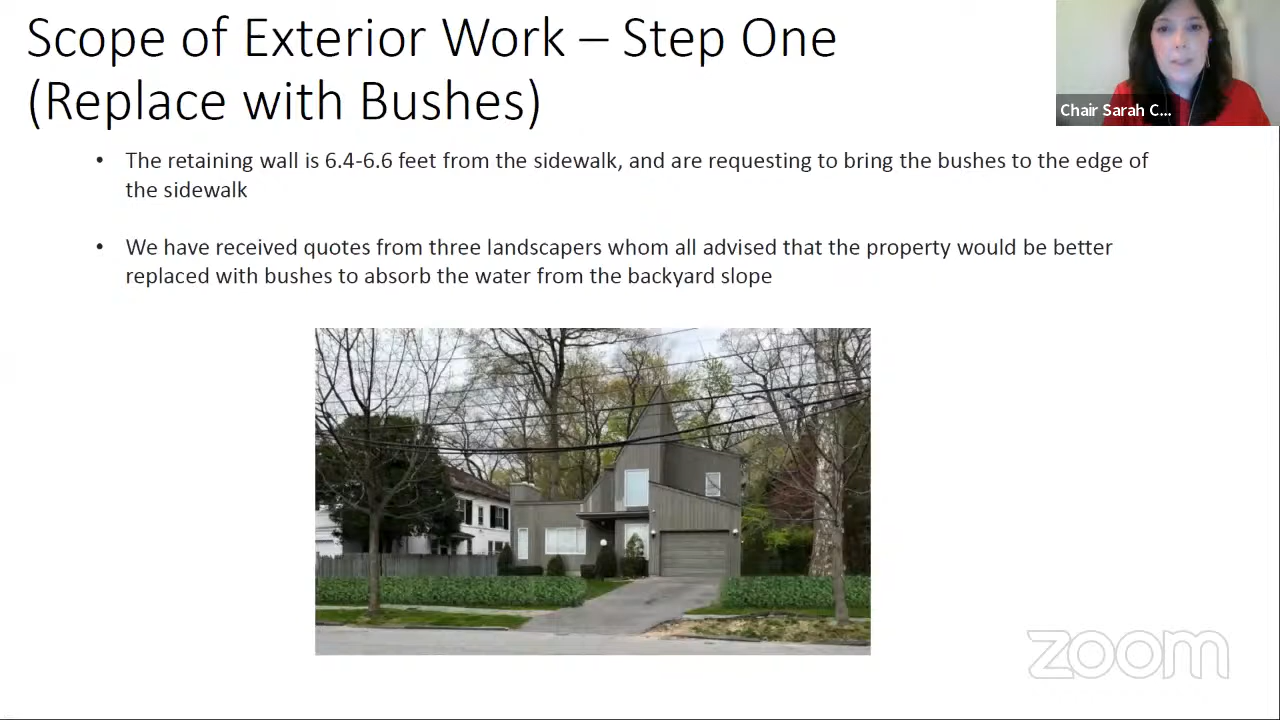 Scope of Exterior Work – Step One
(Replace with Bushes)
Chair Sarah C...
• The retaining wall is 6.4-6.6 feet from the sidewalk, and are requesting to bring the bushes to the edge of
the sidewalk
• We have received quotes from three landscapers whom all advised that the property would be better
replaced with bushes to absorb the water from the backyard slope
zoom